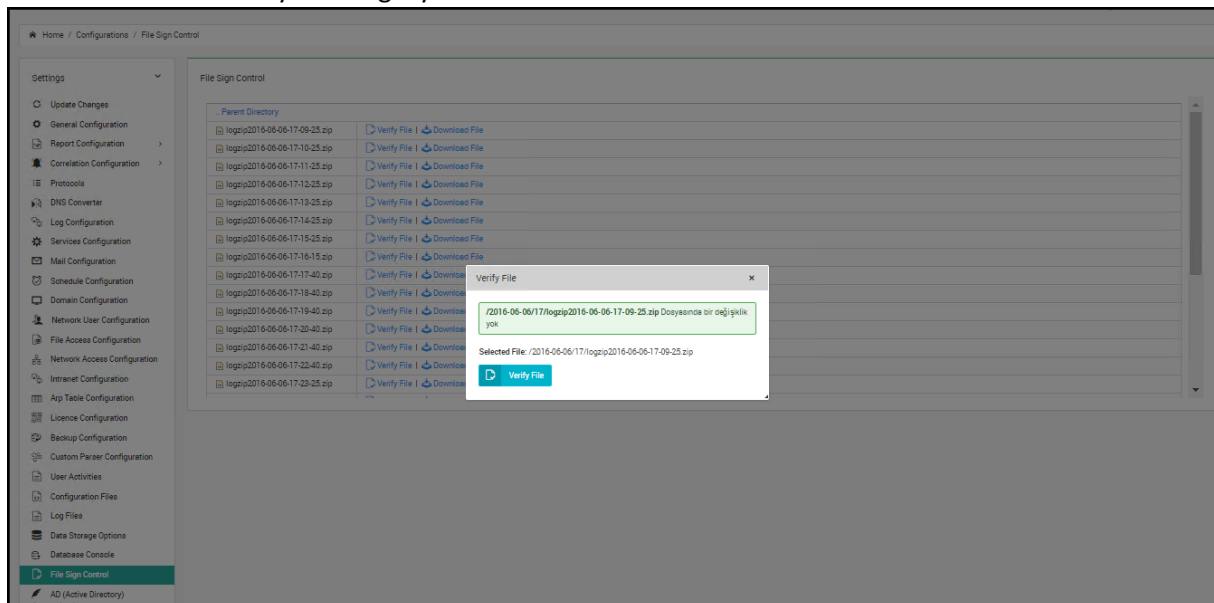 Home / Configurations / File Sign Control
Settings
Update Changes
General Configuration
Report Configuration
Correlation Configuration
Protocols
DNS Converter
Log Configuration
Services Configuration
Mail Configuration
Schedule Configuration
Domain Configuration
Network User Configuration
File Access Configuration
Network Access Configuration
Intranet Configuration
Arp Table Configuration
Licence Configuration
Backup Configuration
Custom Parser Configuration
User Activities
Configuration Files
Log Files
Data Storage Options
Database Console
File Sign Control
AD (Active Directory)
File Sign Control
.. Parent Directory
logzip2016-06-06-17-09-25.zip Verify File | Download File
logzip2016-06-06-17-10-25.zip Verify File | Download File
logzip2016-06-06-17-11-25.zip Verify File | Download File
logzip2016-06-06-17-12-25.zip Verify File | Download File
logzip2016-06-06-17-13-25.zip Verify File | Download File
logzip2016-06-06-17-14-25.zip Verify File | Download File
logzip2016-06-06-17-15-25.zip Verify File | Download File
logzip2016-06-06-17-16-15.zip Verify File | Download File
logzip2016-06-06-17-17-40.zip Verify File |
logzip2016-06-06-17-18-40.zip Verify File |
logzip2016-06-06-17-19-40.zip Verify File |
logzip2016-06-06-17-20-40.zip Verify File |
logzip2016-06-06-17-21-40.zip Verify File |
logzip2016-06-06-17-22-40.zip Verify File |
logzip2016-06-06-17-23-25.zip Verify File |
Verify File ×
/2016-06-06/17/logzip2016-06-06-17-09-25.zip Dosyasında bir değişiklik
yok
Selected File: /2016-06-06/17/logzip2016-06-06-17-09-25.zip
Verify File